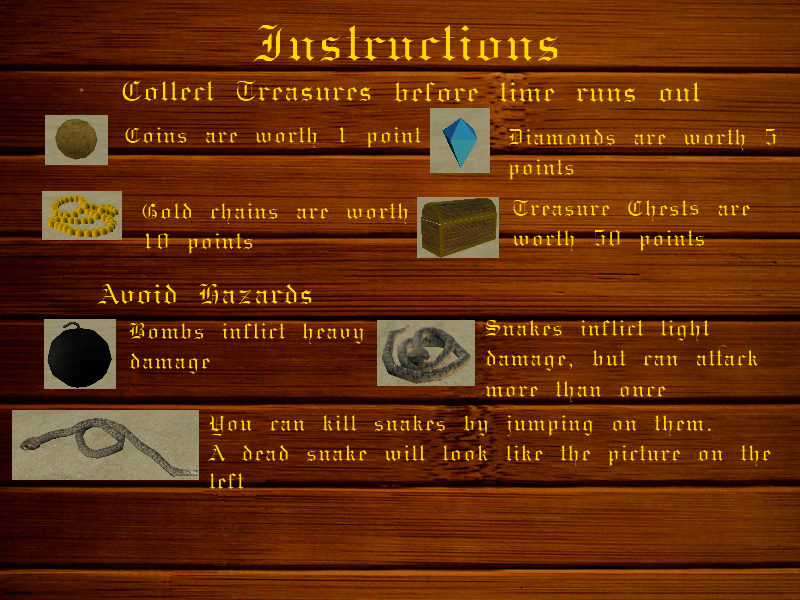 Instructions
Collect Treasures before time runs out
Coins are worth 1 point
Diamonds are worth 5
points
Gold chains are worth
10 points
Treasure Chests are
worth 50 points
Avoid Hazards
Bombs inflict heavy
damage
Snakes inflict light
damage, but can attack
more than once
You can kill snakes by jumping on them.
A dead snake will look like the picture on the
left